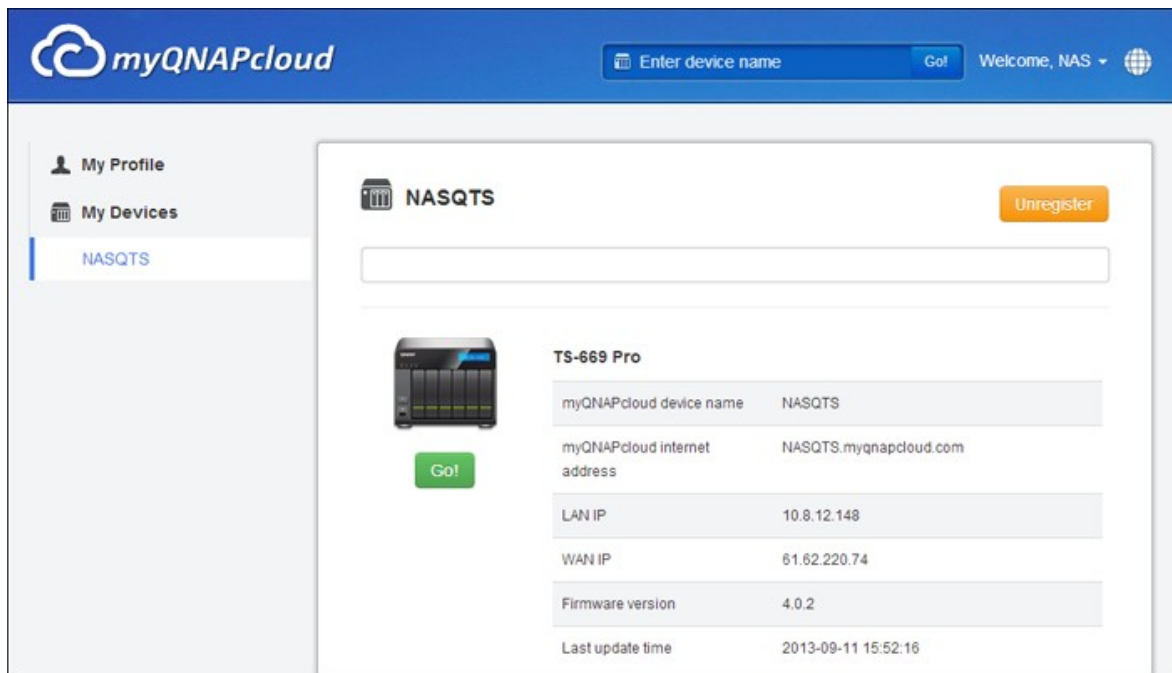 myQNAPcloud
Enter device name
Go!
Welcome, NAS
My Profile
My Devices
NASQTS
NASQTS
Unregister
Go!
TS-669 Pro
myQNAPcloud device name NASQTS
myQNAPcloud internet NASQTS.myqnapcloud.com
address
LAN IP 10.8.12.148
WAN IP 61.62.220.74
Firmware version 4.0.2
Last update time 2013-09-11 15:52:16